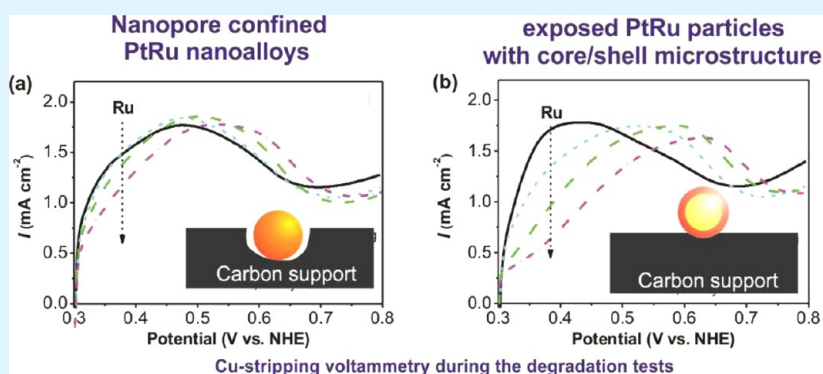 Nanopore confined
PtRu nanoalloys
exposed PtRu particles
with core/shell microstructure
(a)
2.0
1.5
1.0
0.5
0.0
I (mA cm⁻²)
Ru
Carbon support
0.3 0.4 0.5 0.6 0.7 0.8
Potential (V vs. NHE)
(b)
2.0
1.5
1.0
0.5
0.0
I (mA cm⁻²)
Ru
Carbon support
0.3 0.4 0.5 0.6 0.7 0.8
Potential (V vs. NHE)
Cu-stripping voltammetry during the degradation tests